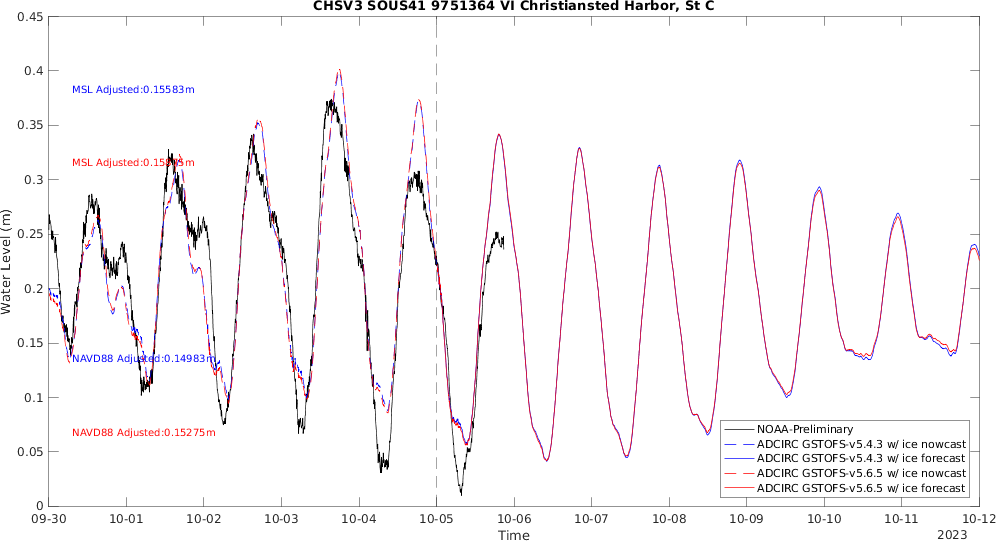 CHSV3 SOUS41 9751364 VI Christiansted Harbor, St C
0.45
0.4
0.35
0.3
0.25
0.2
0.15
0.1
0.05
0
Water Level (m)
MSL Adjusted:0.15583m
MSL Adjusted:
NAVD88 Adjusted:0.14983m
NAVD88 Adjusted:0.15275m
NOAA-Preliminary
ADCIRC GSTOFS-v5.4.3 w/ ice nowcast
ADCIRC GSTOFS-v5.4.3 w/ ice forecast
ADCIRC GSTOFS-v5.6.5 w/ ice nowcast
ADCIRC GSTOFS-v5.6.5 w/ ice forecast
09-30 10-01 10-02 10-03 10-04 10-05 10-06 10-07 10-08 10-09 10-10 10-11 10-12
Time
2023